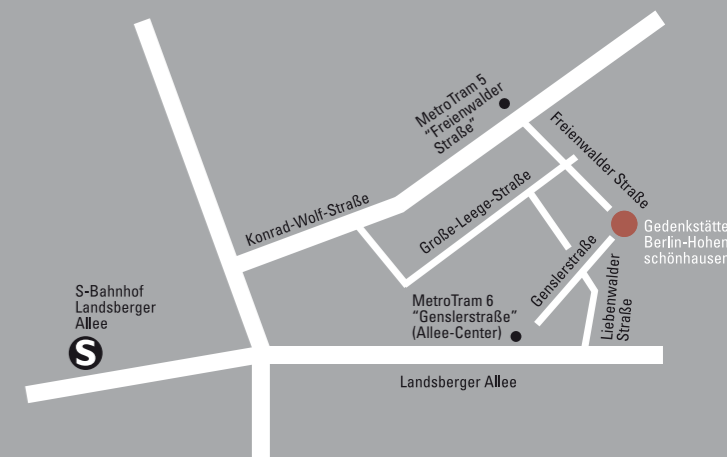 MetroTram 5
“Freienwalder
Straße”
Freienwalder Straße
Konrad-Wolf-Straße
Große-Leege-Straße
Gedenkstätte
Berlin-Hohen
schönhausen
Genslerstraße
Liebenwalder
Straße
S-Bahnhof
Landsberger
Allee
S
MetroTram 6
“Genslerstraße”
(Allee-Center)
Landsberger Allee